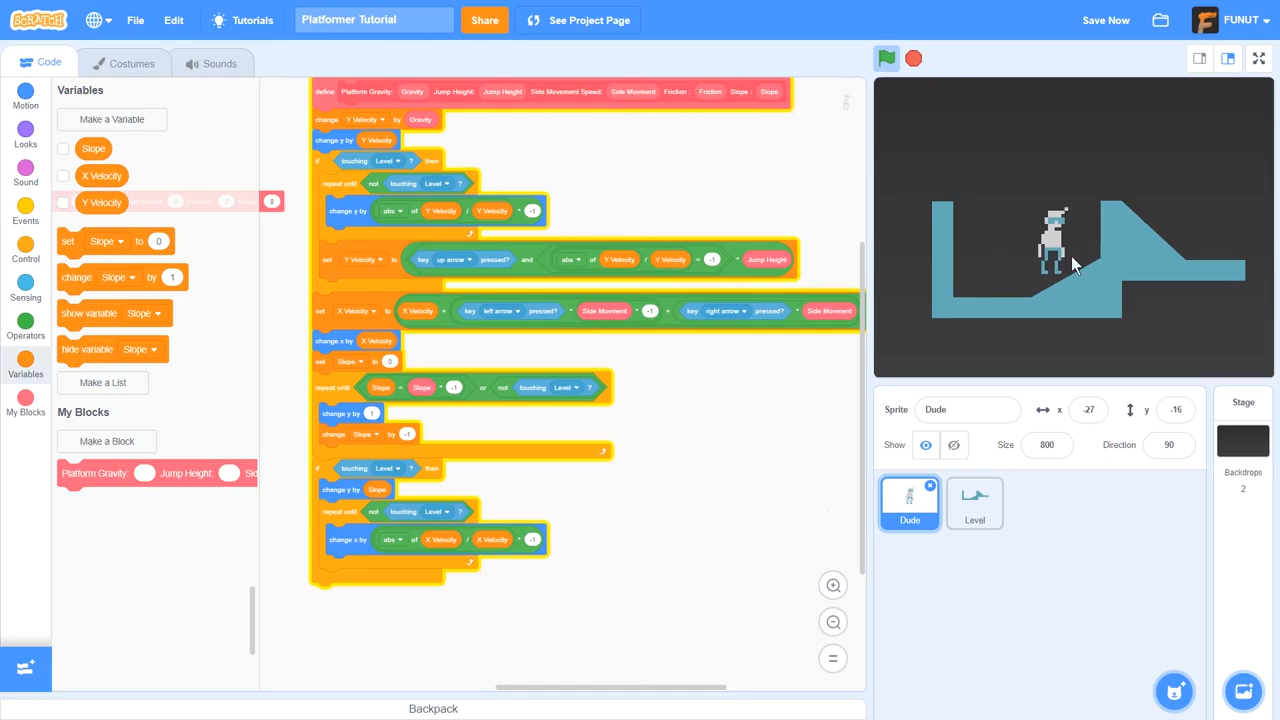 SCRATCH File Edit Tutorials Platformer Tutorial Share See Project Page Save Now FUNUT
Code Costumes Sounds
Motion
Looks
Sound
Events
Control
Sensing
Operators
Variables
My Blocks
Variables
Make a Variable
Slope
X Velocity
Y Velocity
8
set Slope to 0
change Slope by 1
show variable Slope
hide variable Slope
Make a List
My Blocks
Make a Block
Platform Gravity: Jump Height: Sid
define Platform Gravity: Gravity Jump Height: Jump Height Side Movement Speed: Side Movment Friction : Friction Slope : Slope
change Y Velocity by Gravity
change y by Y Velocity
if touching Level ? then
repeat until not touching Level ?
change y by abs of Y Velocity / Y Velocity * -1
set Y Velocity to key up arrow pressed? and abs of Y Velocity / Y Velocity = -1 * Jump Height
set X Velocity to X Velocity + key left arrow pressed? * Side Movment * -1 + key right arrow pressed? * Side Movment
change x by X Velocity
set Slope to 0
repeat until Slope = Slope * -1 or not touching Level ?
change y by 1
change Slope by -1
if touching Level ? then
change y by Slope
repeat until not touching Level ?
change x by abs of X Velocity / X Velocity * -1
Backpack
Sprite Dude x -27 y -16
Show Size 800 Direction 90
Dude
Level
Stage
Backdrops
2